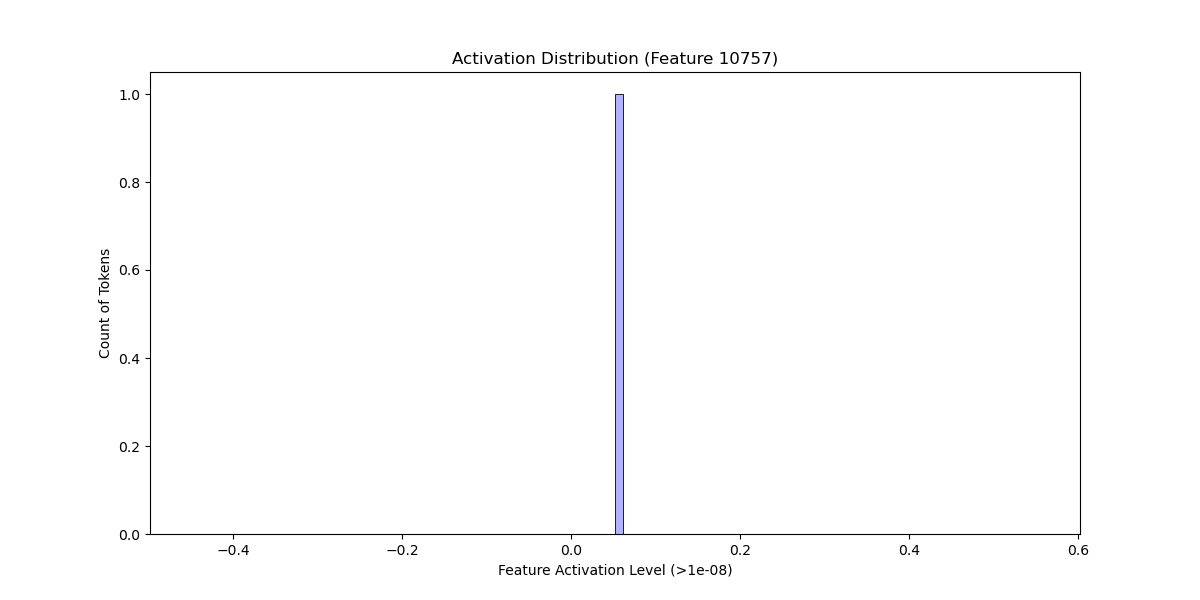 Activation Distribution (Feature 10757)
1.0
0.8
0.6
0.4
0.2
0.0
Count of Tokens
−0.4 −0.2 0.0 0.2 0.4 0.6
Feature Activation Level (>1e-08)